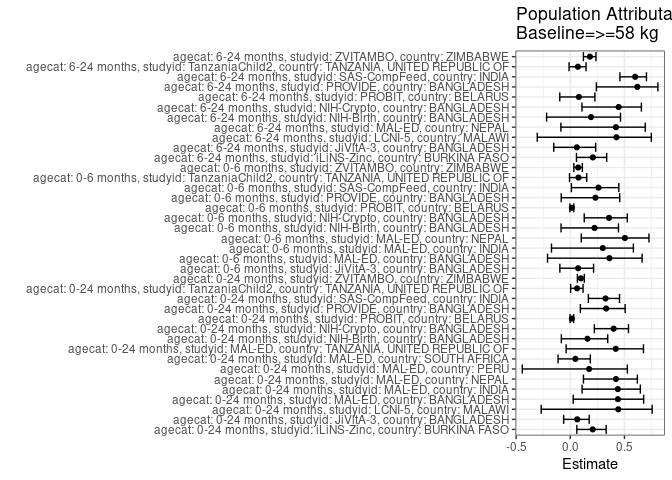 Population Attributa
Baseline=>=58 kg
agecat: 6-24 months, studyid: ZVITAMBO, country: ZIMBABWE
agecat: 6-24 months, studyid: TanzaniaChild2, country: TANZANIA, UNITED REPUBLIC OF
agecat: 6-24 months, studyid: SAS-CompFeed, country: INDIA
agecat: 6-24 months, studyid: PROVIDE, country: BANGLADESH
agecat: 6-24 months, studyid: PROBIT, country: BELARUS
agecat: 6-24 months, studyid: NIH-Crypto, country: BANGLADESH
agecat: 6-24 months, studyid: NIH-Birth, country: BANGLADESH
agecat: 6-24 months, studyid: MAL-ED, country: NEPAL
agecat: 6-24 months, studyid: LCNI-5, country: MALAWI
agecat: 6-24 months, studyid: JiVitA-3, country: BANGLADESH
agecat: 6-24 months, studyid: iLiNS-Zinc, country: BURKINA FASO
agecat: 0-6 months, studyid: ZVITAMBO, country: ZIMBABWE
agecat: 0-6 months, studyid: TanzaniaChild2, country: TANZANIA, UNITED REPUBLIC OF
agecat: 0-6 months, studyid: SAS-CompFeed, country: INDIA
agecat: 0-6 months, studyid: PROVIDE, country: BANGLADESH
agecat: 0-6 months, studyid: PROBIT, country: BELARUS
agecat: 0-6 months, studyid: NIH-Crypto, country: BANGLADESH
agecat: 0-6 months, studyid: NIH-Birth, country: BANGLADESH
agecat: 0-6 months, studyid: MAL-ED, country: NEPAL
agecat: 0-6 months, studyid: MAL-ED, country: INDIA
agecat: 0-6 months, studyid: MAL-ED, country: BANGLADESH
agecat: 0-6 months, studyid: JiVitA-3, country: BANGLADESH
agecat: 0-24 months, studyid: ZVITAMBO, country: ZIMBABWE
agecat: 0-24 months, studyid: TanzaniaChild2, country: TANZANIA, UNITED REPUBLIC OF
agecat: 0-24 months, studyid: SAS-CompFeed, country: INDIA
agecat: 0-24 months, studyid: PROVIDE, country: BANGLADESH
agecat: 0-24 months, studyid: PROBIT, country: BELARUS
agecat: 0-24 months, studyid: NIH-Crypto, country: BANGLADESH
agecat: 0-24 months, studyid: NIH-Birth, country: BANGLADESH
agecat: 0-24 months, studyid: MAL-ED, country: TANZANIA, UNITED REPUBLIC OF
agecat: 0-24 months, studyid: MAL-ED, country: SOUTH AFRICA
agecat: 0-24 months, studyid: MAL-ED, country: PERU
agecat: 0-24 months, studyid: MAL-ED, country: NEPAL
agecat: 0-24 months, studyid: MAL-ED, country: INDIA
agecat: 0-24 months, studyid: MAL-ED, country: BANGLADESH
agecat: 0-24 months, studyid: LCNI-5, country: MALAWI
agecat: 0-24 months, studyid: JiVitA-3, country: BANGLADESH
agecat: 0-24 months, studyid: iLiNS-Zinc, country: BURKINA FASO
-0.5 0.0 0.5
Estimate